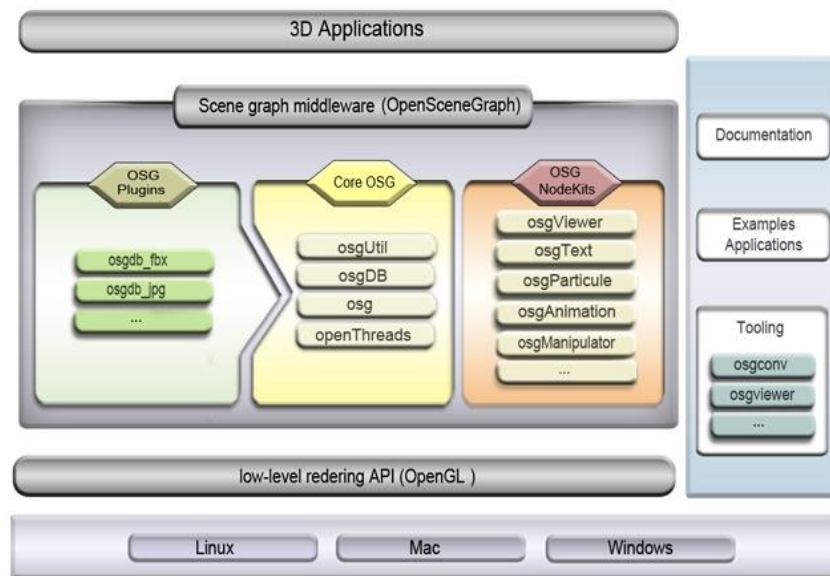 3D Applications
Scene graph middleware (OpenSceneGraph)
OSG
Plugins
osgdb_fbx
osgdb_jpg
...
Core OSG
osgUtil
osgDB
osg
openThreads
OSG
NodeKits
osgViewer
osgText
osgParticule
osgAnimation
osgManipulator
...
Documentation
Examples
Applications
Tooling
osgconv
osgviewer
...
low-level redering API (OpenGL )
Linux
Mac
Windows